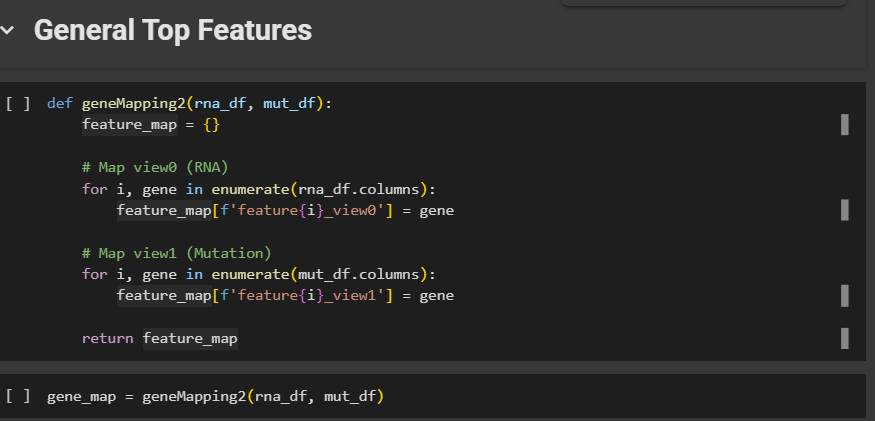 General Top Features
[ ] def geneMapping2(rna_df, mut_df):
    feature_map = {}

    # Map view0 (RNA)
    for i, gene in enumerate(rna_df.columns):
        feature_map[f'feature{i}_view0'] = gene

    # Map view1 (Mutation)
    for i, gene in enumerate(mut_df.columns):
        feature_map[f'feature{i}_view1'] = gene

    return feature_map
[ ] gene_map = geneMapping2(rna_df, mut_df)